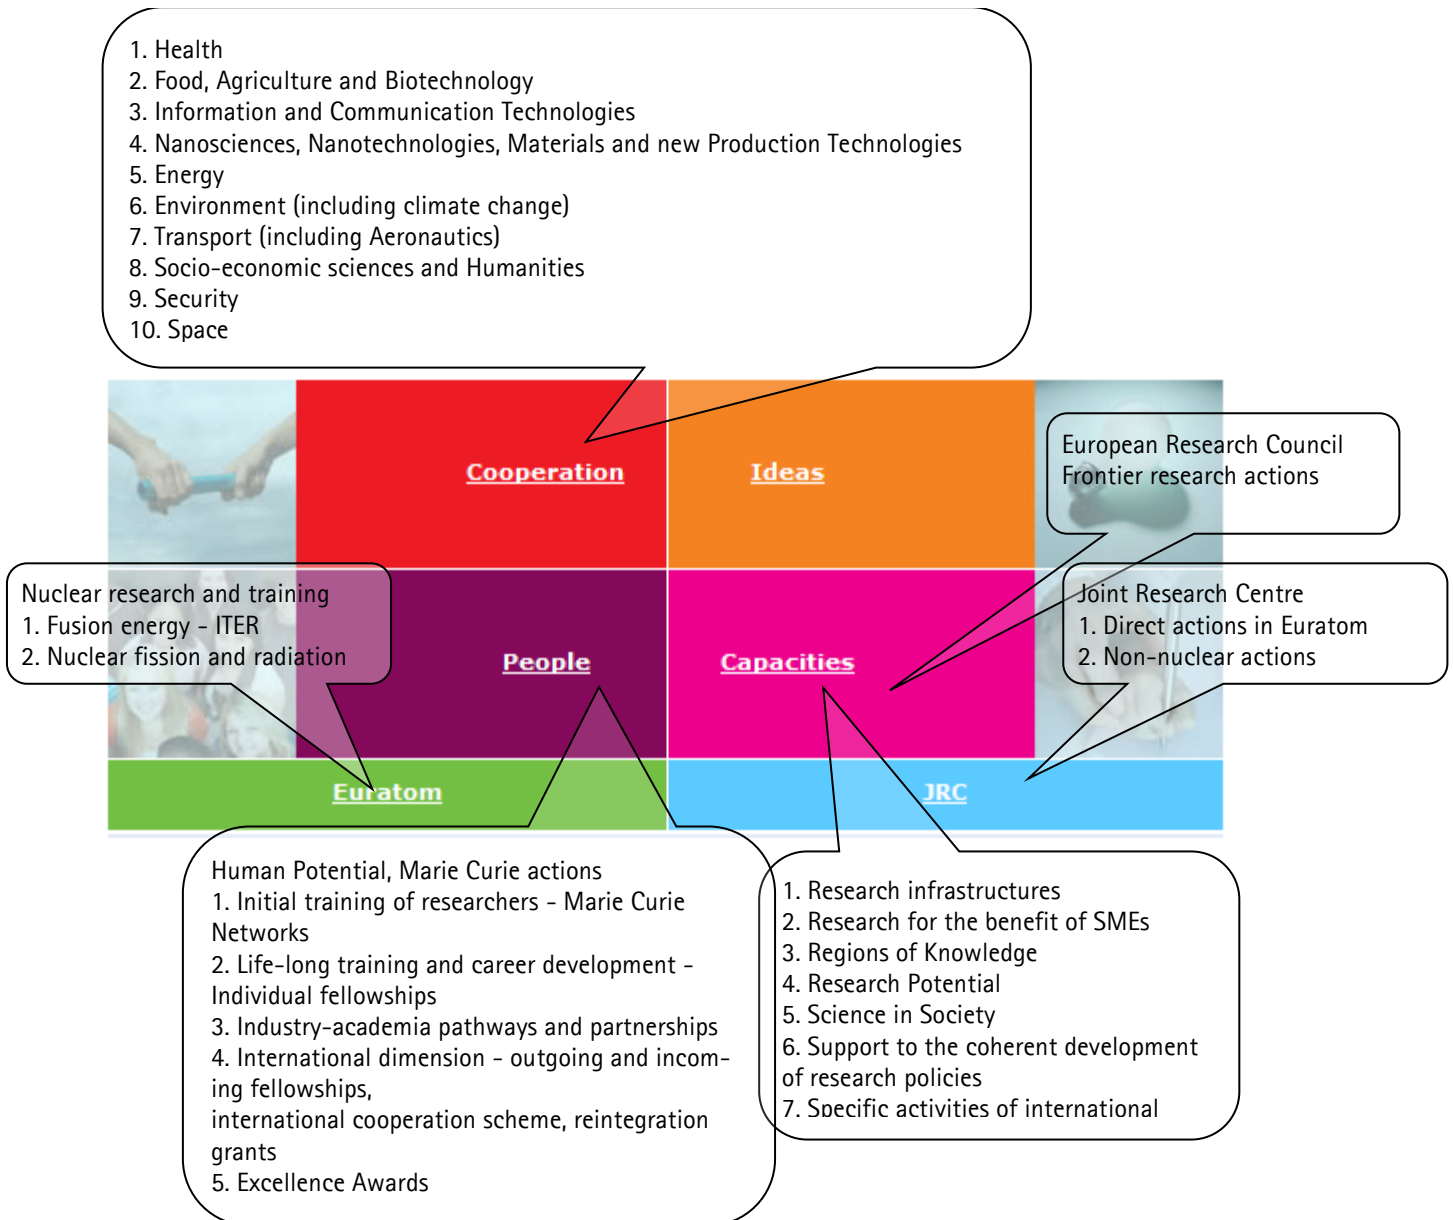 1. Health
2. Food, Agriculture and Biotechnology
3. Information and Communication Technologies
4. Nanosciences, Nanotechnologies, Materials and new Production Technologies
5. Energy
6. Environment (including climate change)
7. Transport (including Aeronautics)
8. Socio-economic sciences and Humanities
9. Security
10. Space
Cooperation
Ideas
European Research Council
Frontier research actions
Nuclear research and training
1. Fusion energy - ITER
2. Nuclear fission and radiation
People
Capacities
Joint Research Centre
1. Direct actions in Euratom
2. Non-nuclear actions
Euratom
JRC
Human Potential, Marie Curie actions
1. Initial training of researchers - Marie Curie
Networks
2. Life-long training and career development -
Individual fellowships
3. Industry-academia pathways and partnerships
4. International dimension - outgoing and incom-
ing fellowships,
international cooperation scheme, reintegration
grants
5. Excellence Awards
1. Research infrastructures
2. Research for the benefit of SMEs
3. Regions of Knowledge
4. Research Potential
5. Science in Society
6. Support to the coherent development
of research policies
7. Specific activities of international